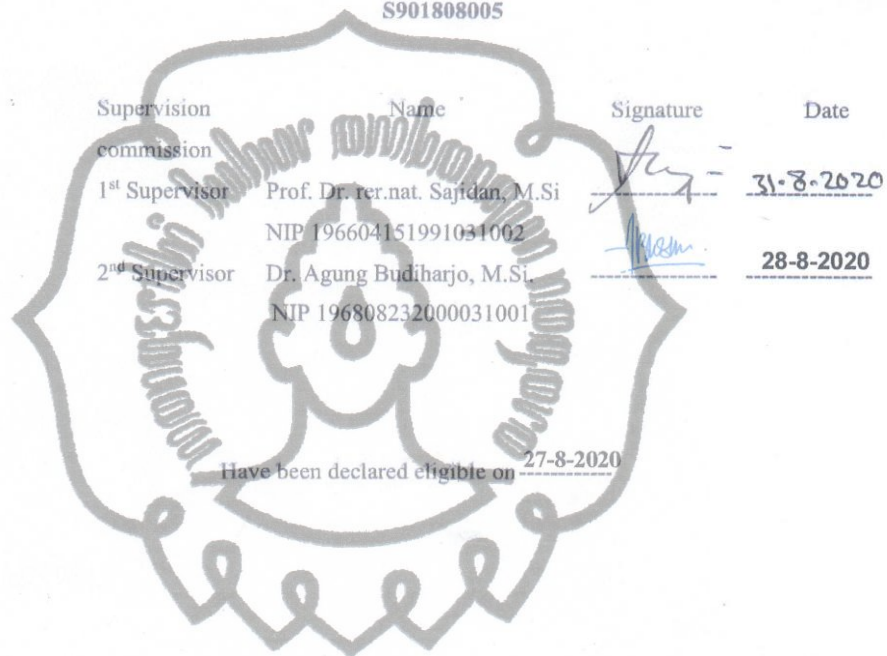 S901808005
Supervision Name Signature Date
commission
1st Supervisor Prof. Dr. rer.nat. Sajidan, M.Si 31-8-2020
NIP 196604151991031002
2nd Supervisor Dr. Agung Budiharjo, M.Si. 28-8-2020
NIP 196808232000031001
Have been declared eligible on 27-8-2020